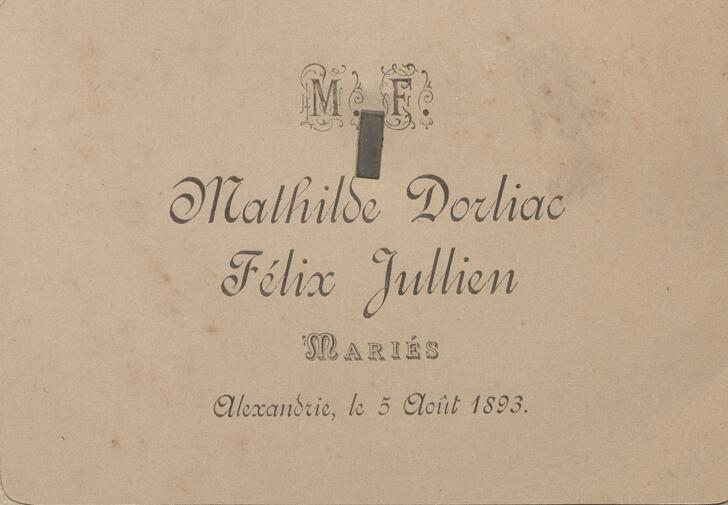 M. F.
Mathilde Dorliac
Félix Jullien
Mariés
Alexandrie, le 5 Août 1893.